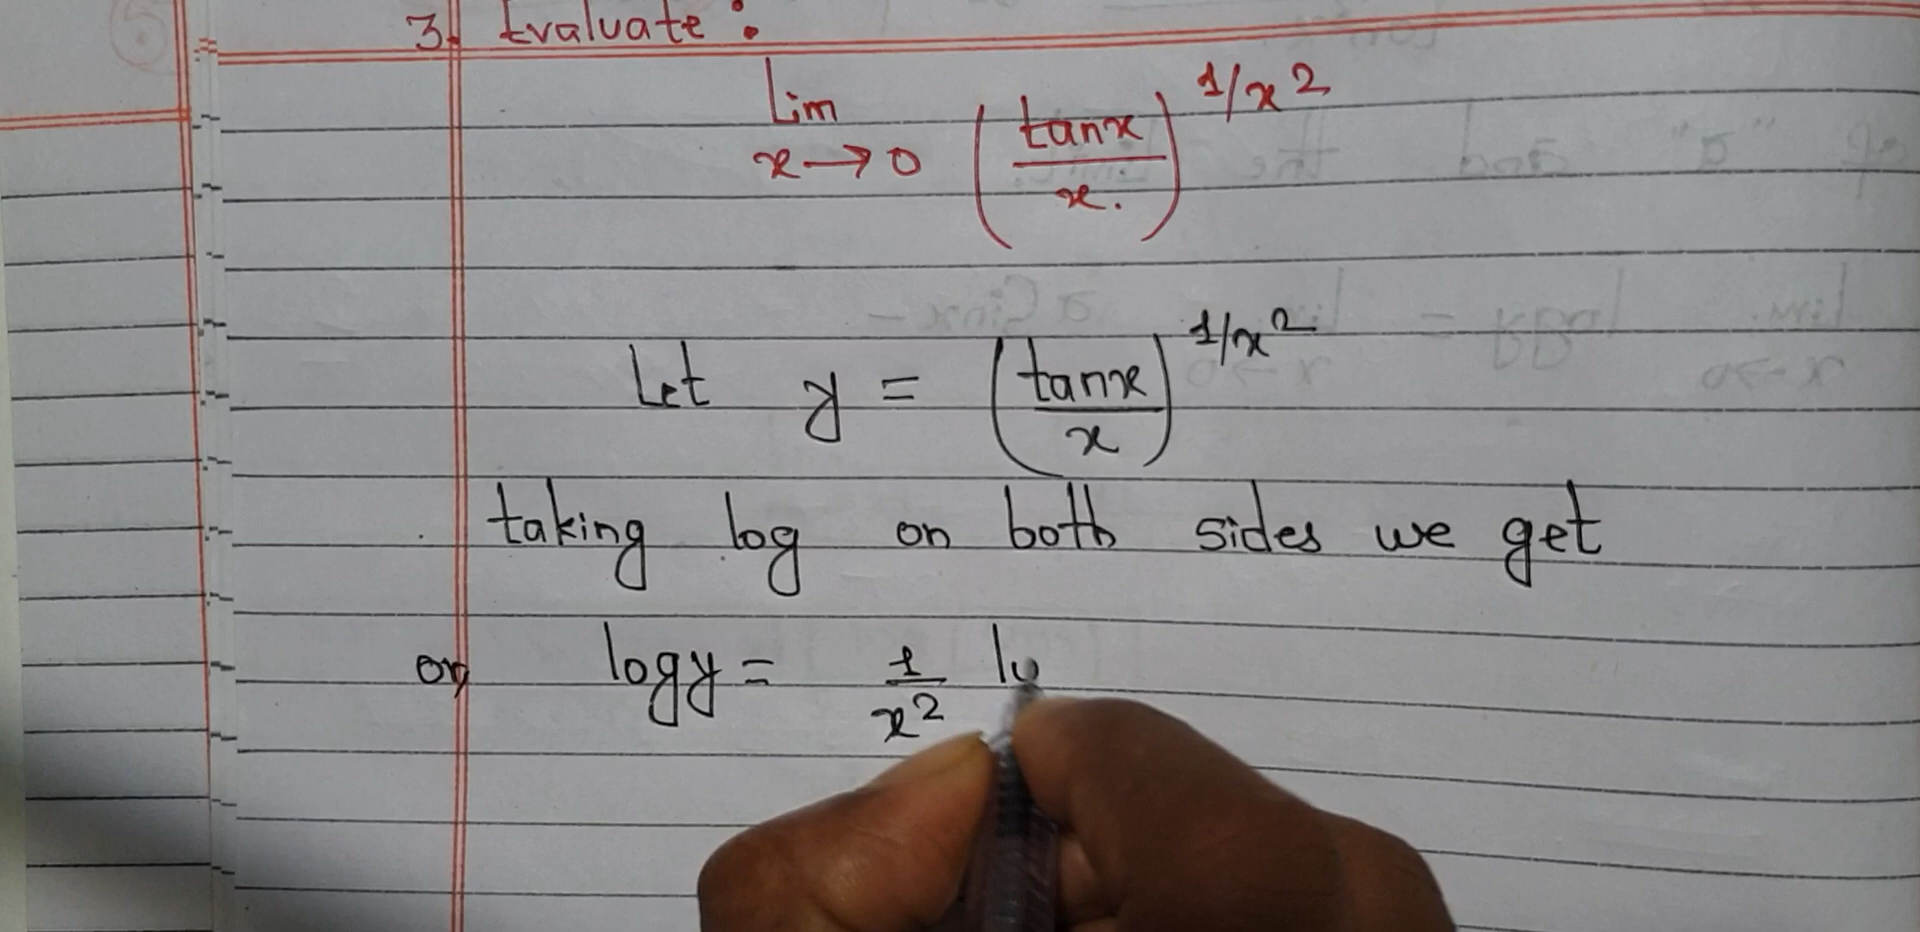 3. Evaluate :
Lim x→0 (tanx/x.)^1/x2
Let y = (tanx/x)^1/x2
taking log on both sides we get
or logy = 1/x2